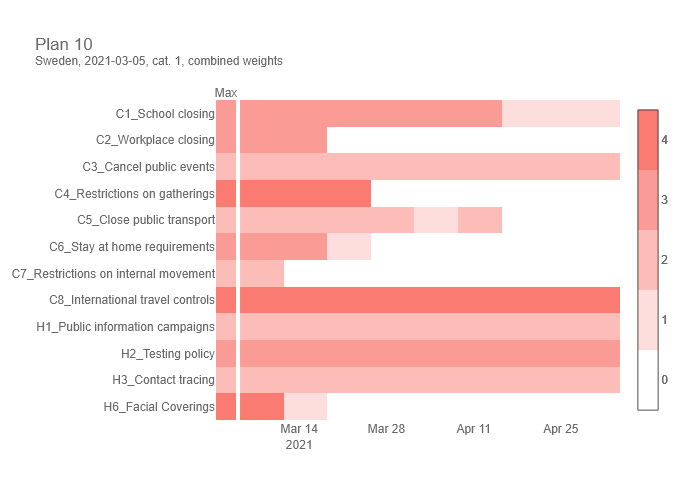 Plan 10
Sweden, 2021-03-05, cat. 1, combined weights
Max
C1_School closing
C2_Workplace closing
C3_Cancel public events
C4_Restrictions on gatherings
C5_Close public transport
C6_Stay at home requirements
C7_Restrictions on internal movement
C8_International travel controls
H1_Public information campaigns
H2_Testing policy
H3_Contact tracing
H6_Facial Coverings
Mar 14 Mar 28 Apr 11 Apr 25
2021
4
3
2
1
0